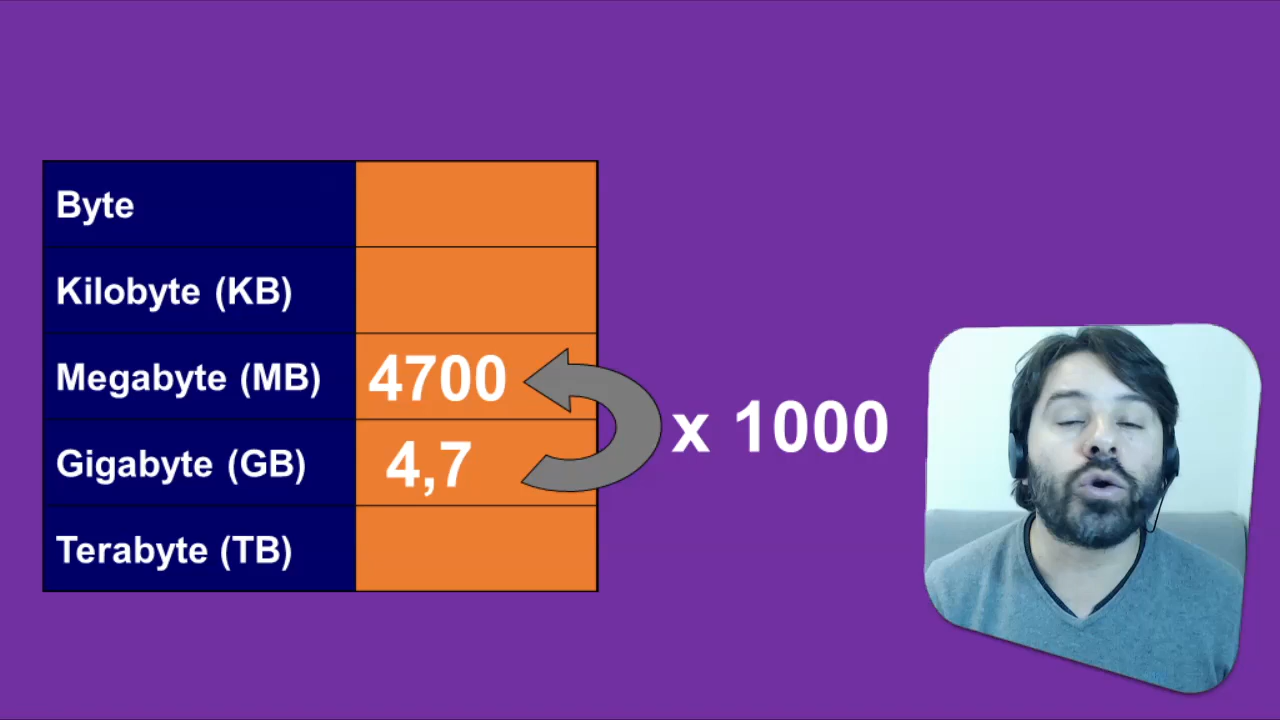 Byte
Kilobyte (KB)
Megabyte (MB) 4700
x 1000
Gigabyte (GB) 4,7
Terabyte (TB)